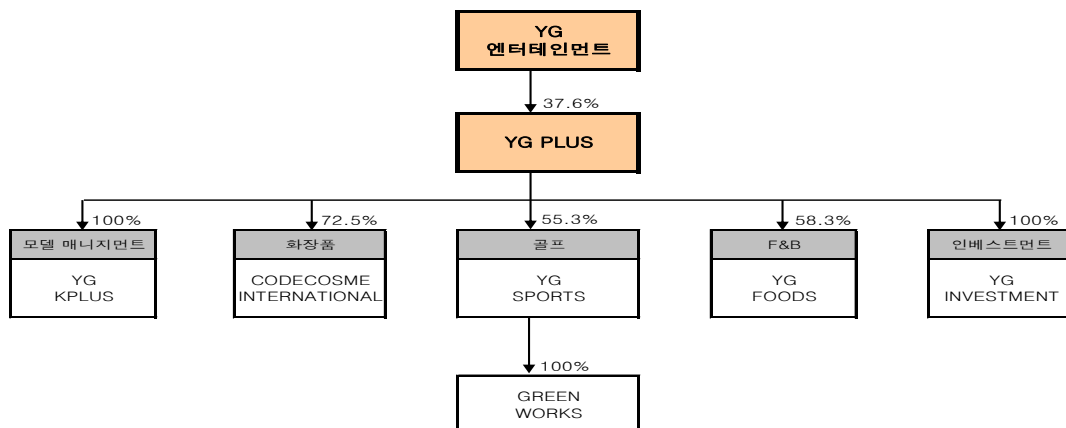 YG
엔터테인먼트
37.6%
YG PLUS
100%
72.5%
55.3%
58.3%
100%
모델 매니지먼트
화장품
골프
F&B
인베스트먼트
YG
KPLUS
CODECOSME
INTERNATIONAL
YG
SPORTS
YG
FOODS
YG
INVESTMENT
100%
GREEN
WORKS